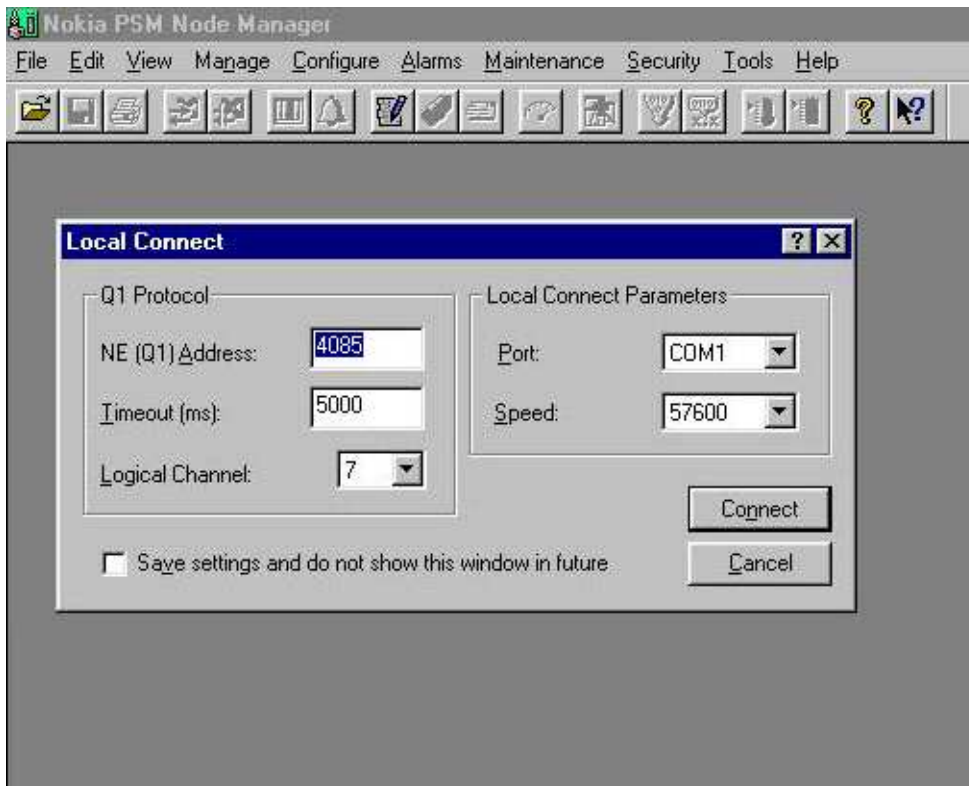 Nokia PSM Node Manager
File Edit View Manage Configure Alarms Maintenance Security Tools Help
Local Connect
Q1 Protocol
NE (Q1) Address: 4085
Timeout (ms): 5000
Logical Channel: 7
Local Connect Parameters
Port: COM1
Speed: 57600
Save settings and do not show this window in future
Connect
Cancel